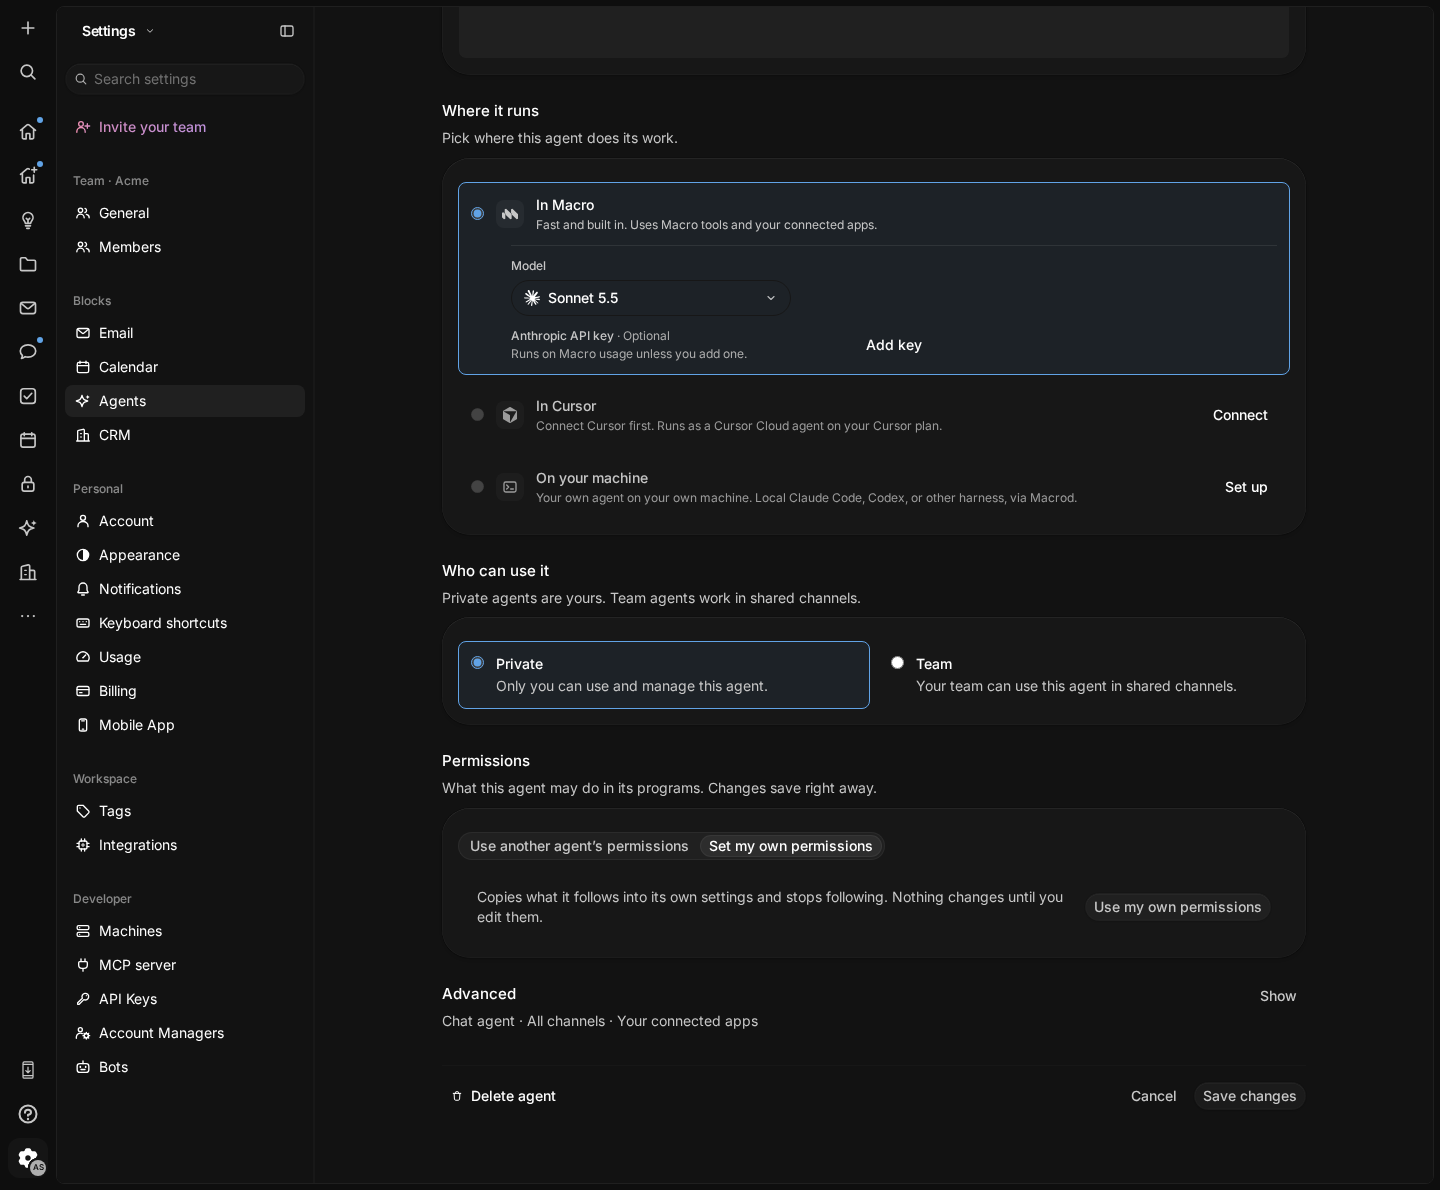 Settings
Search settings
Invite your team
Team · Acme
General
Members
Blocks
Email
Calendar
Agents
CRM
Personal
Account
Appearance
Notifications
Keyboard shortcuts
Usage
Billing
Mobile App
Workspace
Tags
Integrations
Developer
Machines
MCP server
API Keys
Account Managers
Bots
AS
Where it runs
Pick where this agent does its work.
In Macro
Fast and built in. Uses Macro tools and your connected apps.
Model
Sonnet 5.5
Anthropic API key · Optional
Runs on Macro usage unless you add one.
Add key
In Cursor
Connect Cursor first. Runs as a Cursor Cloud agent on your Cursor plan.
Connect
On your machine
Your own agent on your own machine. Local Claude Code, Codex, or other harness, via Macrod.
Set up
Who can use it
Private agents are yours. Team agents work in shared channels.
Private
Only you can use and manage this agent.
Team
Your team can use this agent in shared channels.
Permissions
What this agent may do in its programs. Changes save right away.
Use another agent’s permissions
Set my own permissions
Copies what it follows into its own settings and stops following. Nothing changes until you
edit them.
Use my own permissions
Advanced
Show
Chat agent · All channels · Your connected apps
Delete agent
Cancel
Save changes